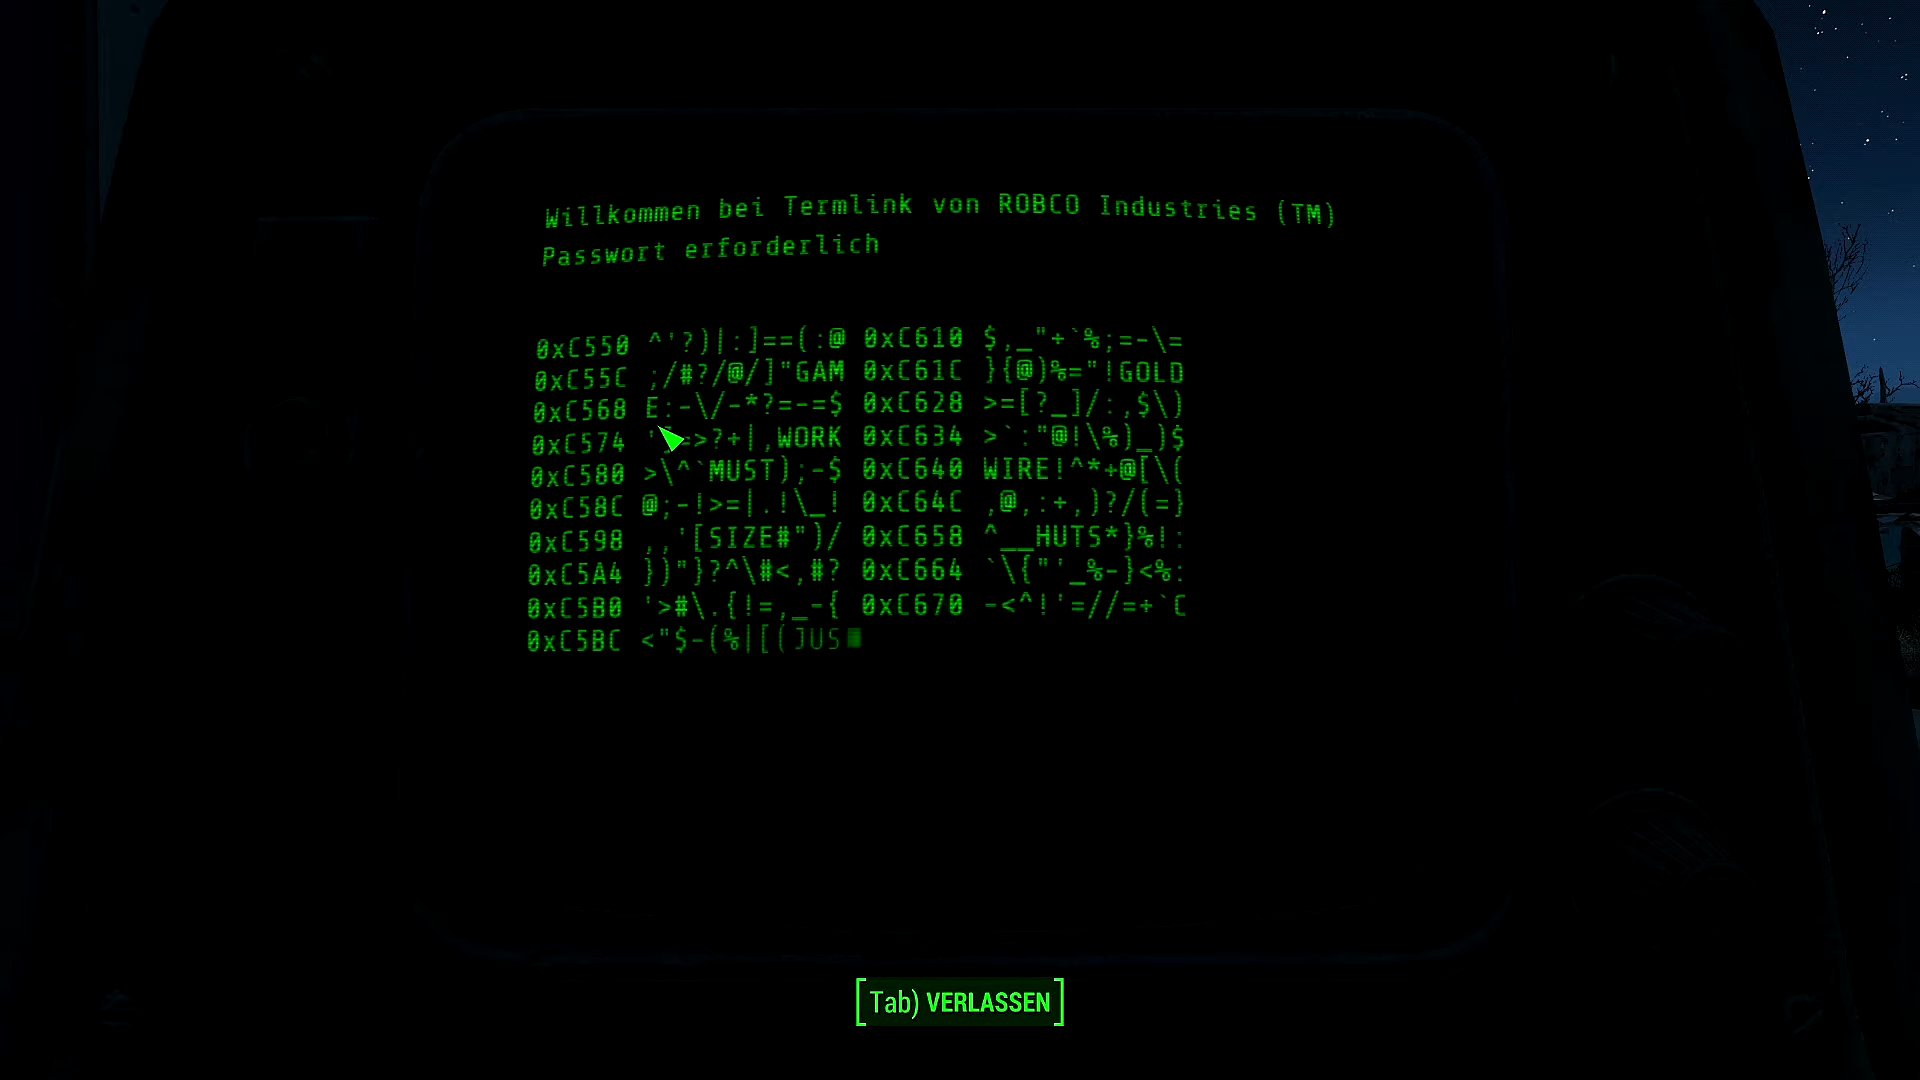 Willkommen bei Termlink von ROBCO Industries (TM)
Passwort erforderlich
0xC550 ^'?)|:]==(:@ 0xC610 $,_"+`%;=-\=
0xC55C ;/#?/@/]"GAM 0xC61C }{@)%="!GOLD
0xC568 E:-\/-*?=-=$ 0xC628 >=[?_]/:,$\)
0xC574 =>?+|,WORK 0xC634 >`:"@!\%)_)$
0xC580 >\^`MUST);-$ 0xC640 WIRE!^*+@[\(
0xC58C @;-!>=|.!\_! 0xC64C ,@,:+,)?/(=}
0xC598 ,,'[SIZE#")/ 0xC658 ^__HUTS*}%!:
0xC5A4 })"}?^\#<,#? 0xC664 `\{"'_%-}<%:
0xC5B0 '>#\.{!=,_-{ 0xC670 -<^!'=//=+`C
0xC5BC <"$-(%|[(JUS
[Tab) VERLASSEN]